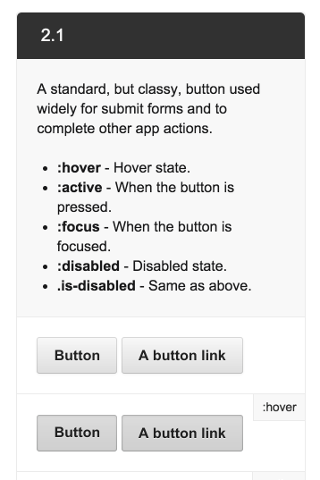 2.1
A standard, but classy, button used
widely for submit forms and to
complete other app actions.
:hover - Hover state.
:active - When the button is
pressed.
:focus - When the button is
focused.
:disabled - Disabled state.
.is-disabled - Same as above.
Button A button link
:hover
Button A button link